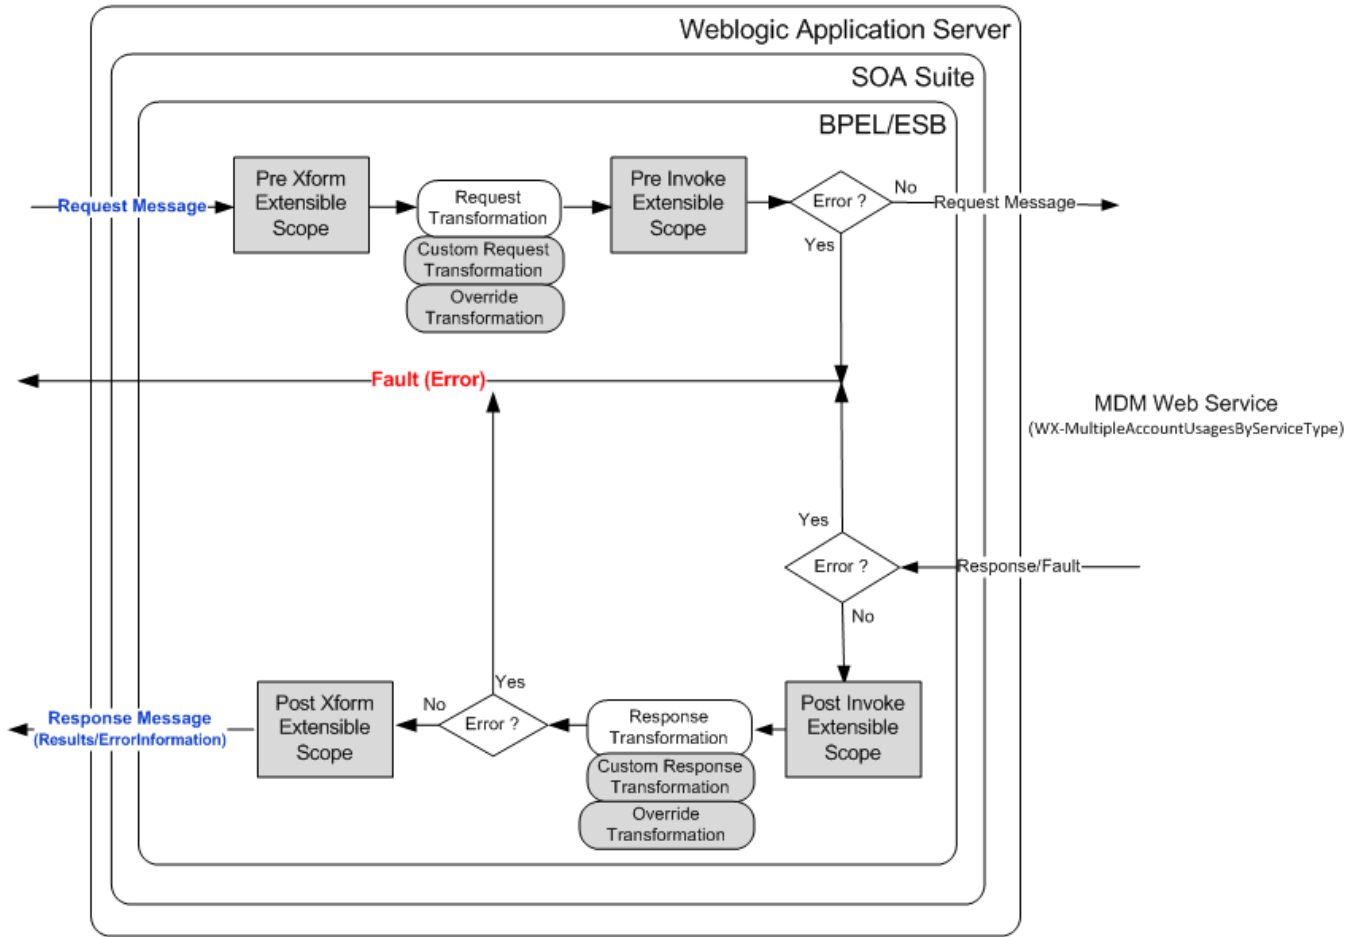 Weblogic Application Server
SOA Suite
BPEL/ESB
Request Message
Pre Xform
Extensible
Scope
Request
Transformation
Custom Request
Transformation
Override
Transformation
Pre Invoke
Extensible
Scope
Error ?
No
Request Message
Yes
Fault (Error)
MDM Web Service
(WX-MultipleAccountUsagesByServiceType)
Yes
Error ?
Response/Fault
No
Post Invoke
Extensible
Scope
Response
Transformation
Custom Response
Transformation
Override
Transformation
Yes
Error ?
No
Post Xform
Extensible
Scope
Response Message
(Results/ErrorInformation)